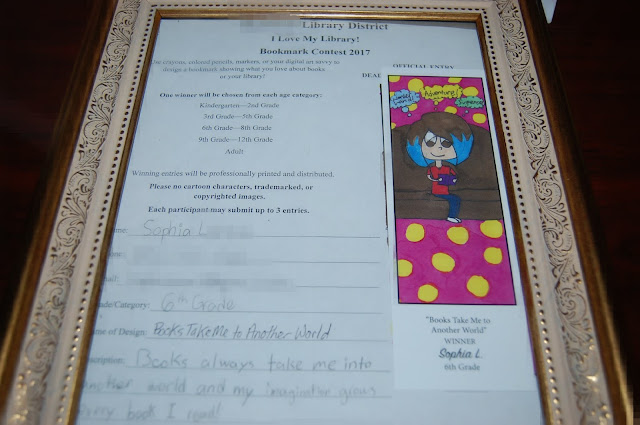 Library District
I Love My Library!
Bookmark Contest 2017
crayons, colored pencils, markers, or your digital art savvy to
design a bookmark showing what you love about books
or your library!
OFFICIAL ENTRY
One winner will be chosen from each age category:
Kindergarten—2nd Grade
3rd Grade—5th Grade
6th Grade—8th Grade
9th Grade—12th Grade
Adult
Winning entries will be professionally printed and distributed.
Please no cartoon characters, trademarked, or
copyrighted images.
Each participant may submit up to 3 entries.
Sophia L
Category: 6th Grade
of Design: Books Take Me to Another World
Books always take me into
another world and my imagination grows
every book I read!
Adventure!
"Books Take Me to
Another World"
WINNER
Sophia L.
6th Grade